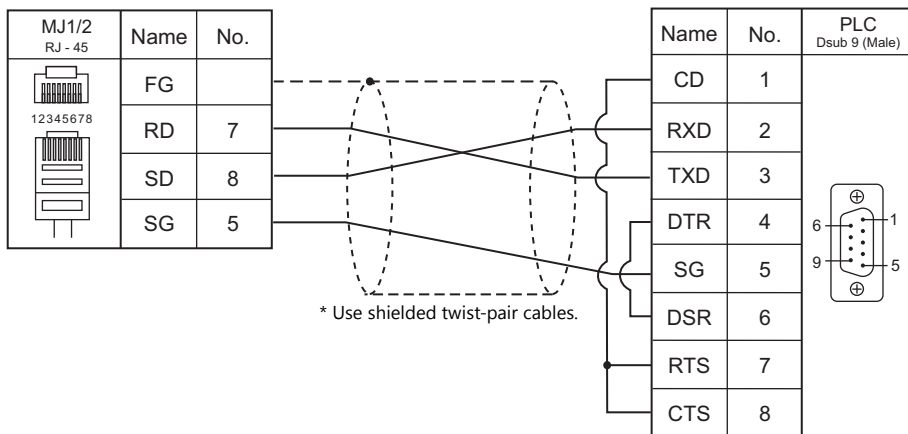 MJ1/2
RJ - 45
Name
No.
12345678
FG
RD
7
SD
8
SG
5
* Use shielded twist-pair cables.
Name
No.
PLC
Dsub 9 (Male)
CD
1
RXD
2
TXD
3
DTR
4
SG
5
DSR
6
RTS
7
CTS
8
6
1
9
5